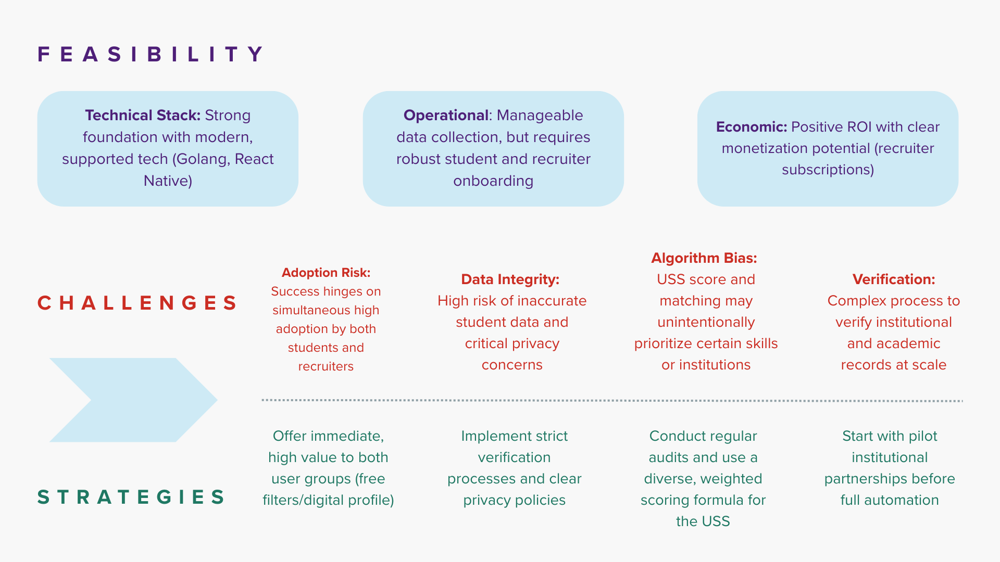 FEASIBILITY
Technical Stack: Strong
foundation with modern,
supported tech (Golang, React
Native)
Operational: Manageable
data collection, but requires
robust student and recruiter
onboarding
Economic: Positive ROI with clear
monetization potential (recruiter
subscriptions)
CHALLENGES
Adoption Risk:
Success hinges on
simultaneous high
adoption by both
students and
recruiters
Data Integrity:
High risk of inaccurate
student data and
critical privacy
concerns
Algorithm Bias:
USS score and
matching may
unintentionally
prioritize certain skills
or institutions
Verification:
Complex process to
verify institutional
and academic
records at scale
STRATEGIES
Offer immediate,
high value to both
user groups (free
filters/digital profile)
Implement strict
verification
processes and clear
privacy policies
Conduct regular
audits and use a
diverse, weighted
scoring formula for
the USS
Start with pilot
institutional
partnerships before
full automation